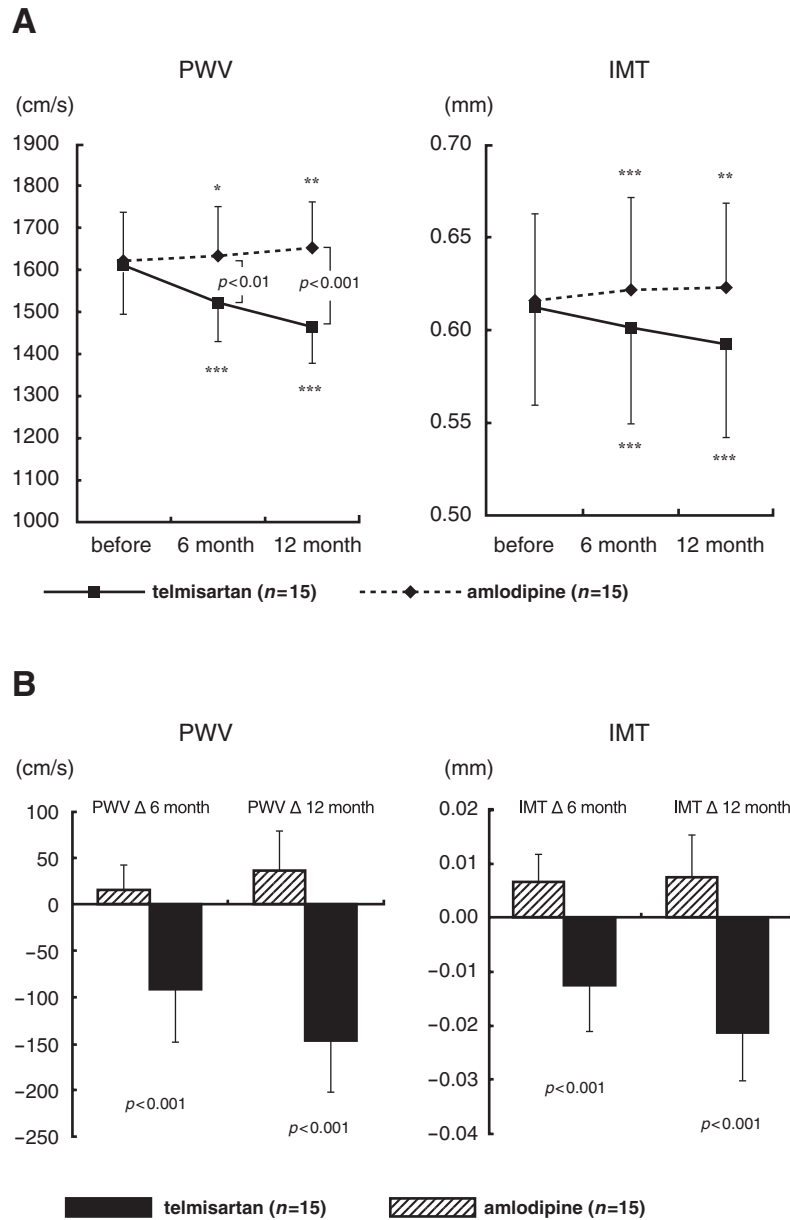 A
PWV
(cm/s)
1900
1800
1700
1600
1500
1400
1300
1200
1100
1000
*
**
p<0.01
p<0.001
***
***
before 6 month 12 month
IMT
(mm)
0.70
0.65
0.60
0.55
0.50
***
**
***
***
before 6 month 12 month
telmisartan (n=15) amlodipine (n=15)
B
PWV
(cm/s)
100
50
0
−50
−100
−150
−200
−250
PWV Δ 6 month PWV Δ 12 month
p<0.001
p<0.001
IMT
(mm)
0.02
0.01
0.00
−0.01
−0.02
−0.03
−0.04
IMT Δ 6 month IMT Δ 12 month
p<0.001
p<0.001
telmisartan (n=15) amlodipine (n=15)